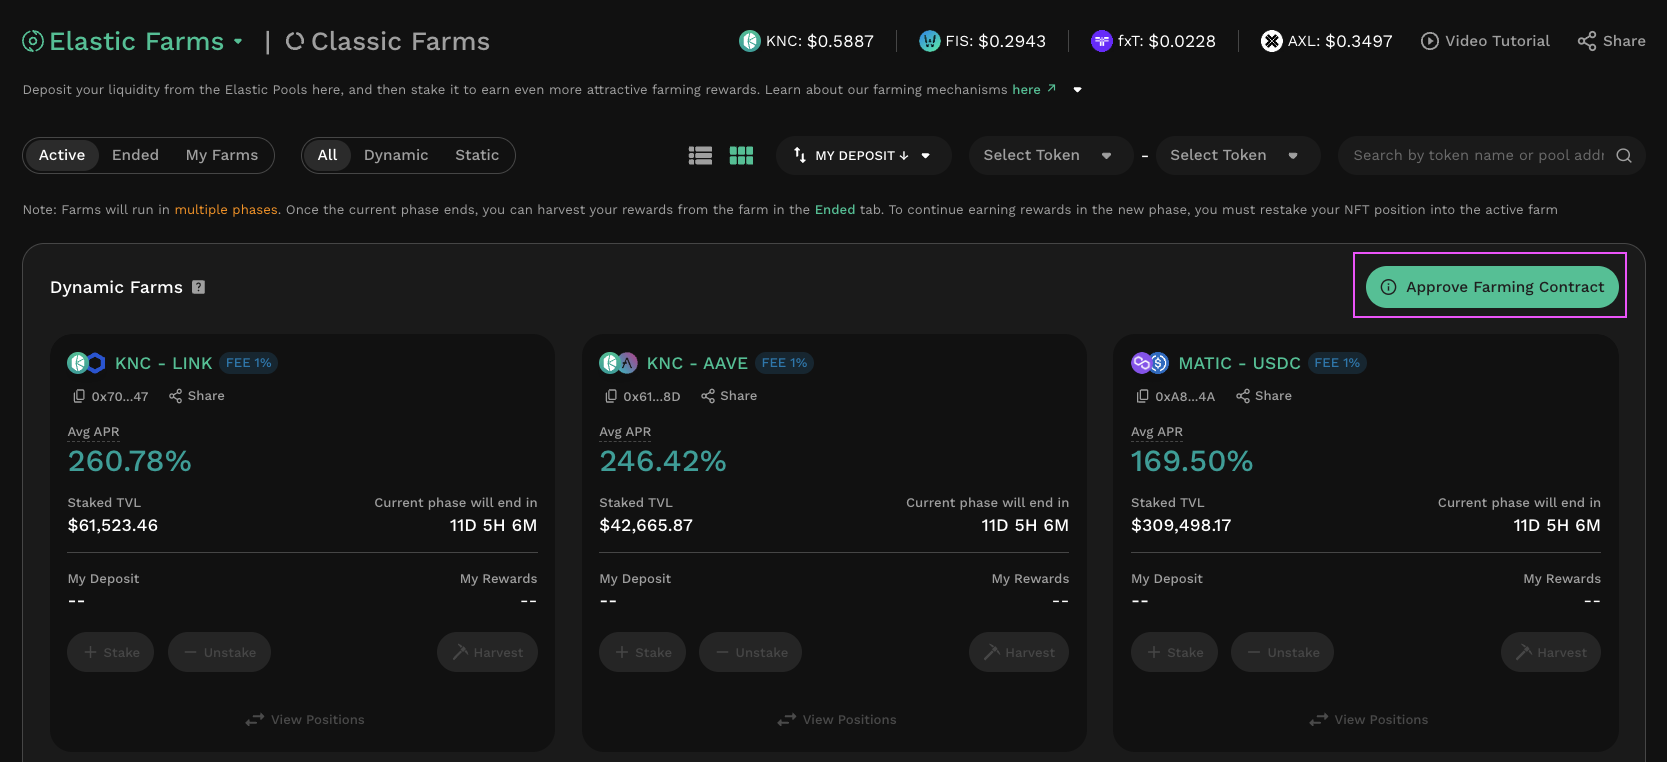 Elastic Farms | Classic Farms
KNC: $0.5887 FIS: $0.2943 fxT: $0.0228 AXL: $0.3497 Video Tutorial Share
Deposit your liquidity from the Elastic Pools here, and then stake it to earn even more attractive farming rewards. Learn about our farming mechanisms here ↗
Active Ended My Farms All Dynamic Static MY DEPOSIT ↓ Select Token - Select Token Search by token name or pool addr
Note: Farms will run in multiple phases. Once the current phase ends, you can harvest your rewards from the farm in the Ended tab. To continue earning rewards in the new phase, you must restake your NFT position into the active farm
Dynamic Farms ? Approve Farming Contract
KNC - LINK FEE 1%
0x70...47 Share
Avg APR
260.78%
Staked TVL Current phase will end in
$61,523.46 11D 5H 6M
My Deposit My Rewards
-- --
+ Stake − Unstake Harvest
View Positions
KNC - AAVE FEE 1%
0x61...8D Share
Avg APR
246.42%
Staked TVL Current phase will end in
$42,665.87 11D 5H 6M
My Deposit My Rewards
-- --
+ Stake − Unstake Harvest
View Positions
MATIC - USDC FEE 1%
0xA8...4A Share
Avg APR
169.50%
Staked TVL Current phase will end in
$309,498.17 11D 5H 6M
My Deposit My Rewards
-- --
+ Stake − Unstake Harvest
View Positions